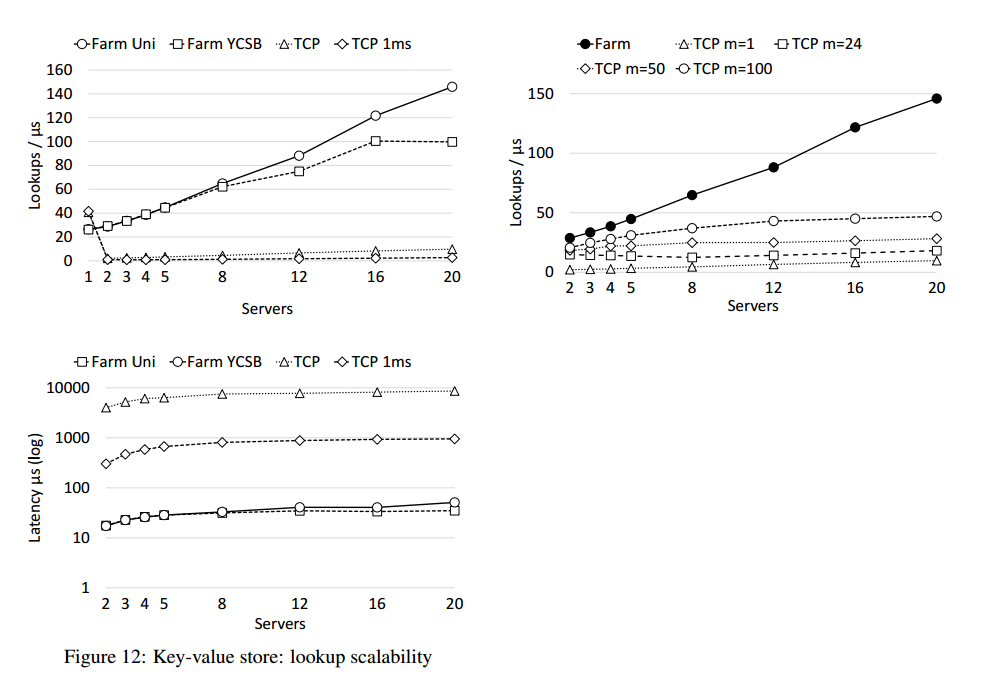 Farm Uni Farm YCSB TCP TCP 1ms
160
140
120
100
80
60
40
20
0
Lookups / µs
1 2 3 4 5 8 12 16 20
Servers
Farm TCP m=1 TCP m=24
TCP m=50 TCP m=100
150
100
50
0
Lookups / µs
2 3 4 5 8 12 16 20
Servers
Farm Uni Farm YCSB TCP TCP 1ms
10000
1000
100
10
1
Latency µs (log)
2 3 4 5 8 12 16 20
Servers
Figure 12: Key-value store: lookup scalability